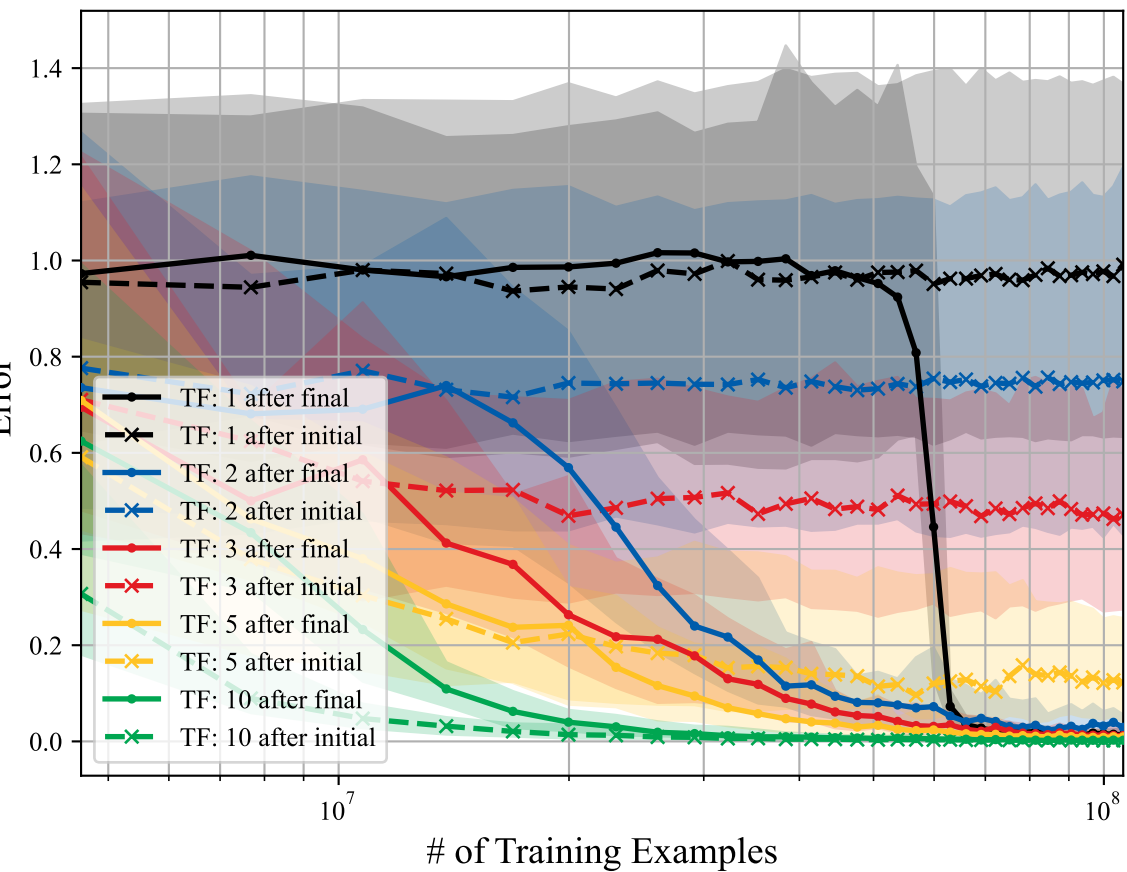 1.4
1.2
1.0
0.8
0.6
0.4
0.2
0.0
TF: 1 after final
TF: 1 after initial
TF: 2 after final
TF: 2 after initial
TF: 3 after final
TF: 3 after initial
TF: 5 after final
TF: 5 after initial
TF: 10 after final
TF: 10 after initial
10^7
10^8
# of Training Examples